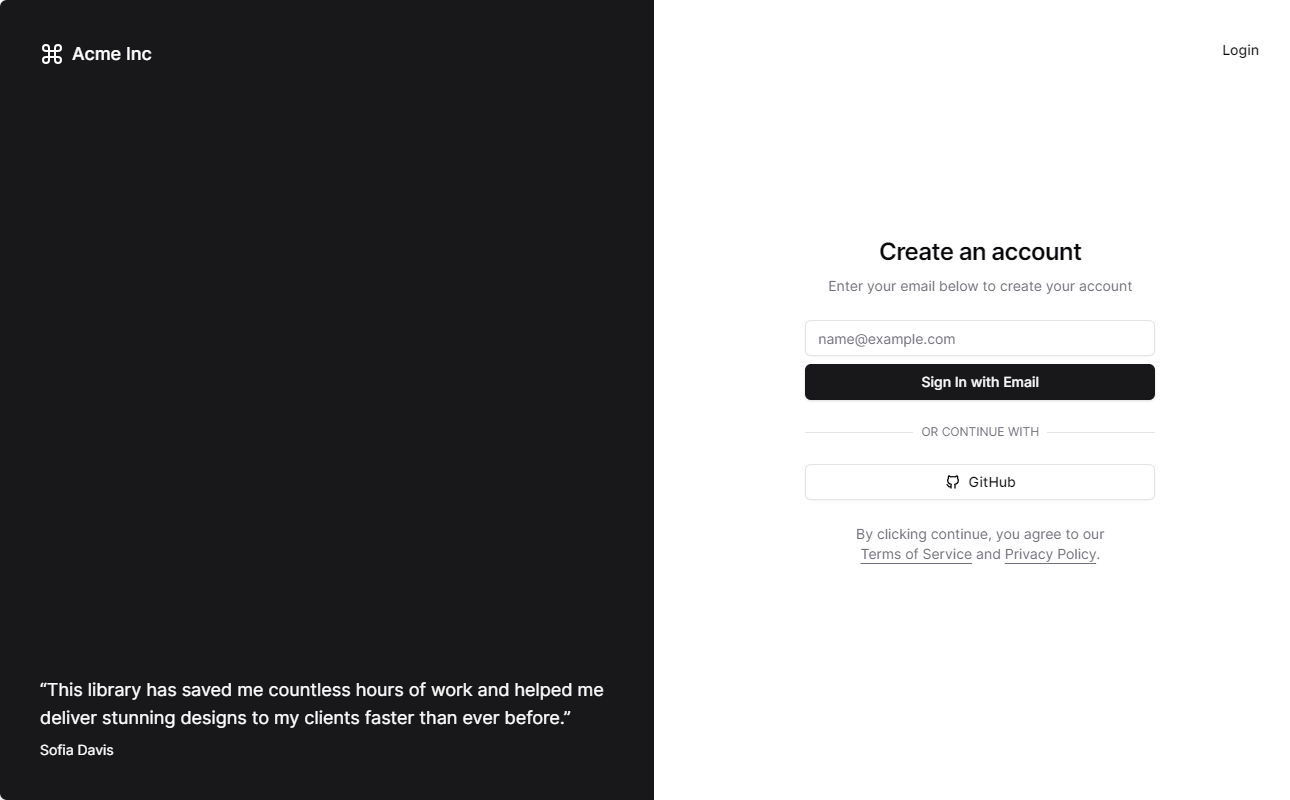 Acme Inc
Login
Create an account
Enter your email below to create your account
name@example.com
Sign In with Email
OR CONTINUE WITH
GitHub
By clicking continue, you agree to our
Terms of Service and Privacy Policy.
“This library has saved me countless hours of work and helped me
deliver stunning designs to my clients faster than ever before.”
Sofia Davis